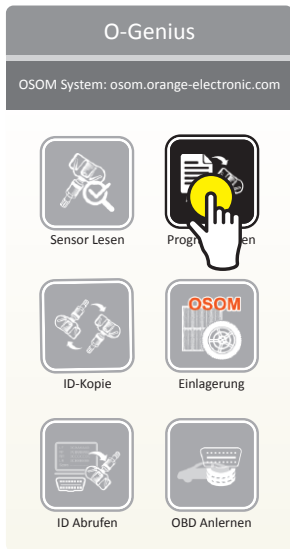 O-Genius
OSOM System: osom.orange-electronic.com
Sensor Lesen
OSOM
ID-Kopie Einlagerung
ID Abrufen OBD Anlernen